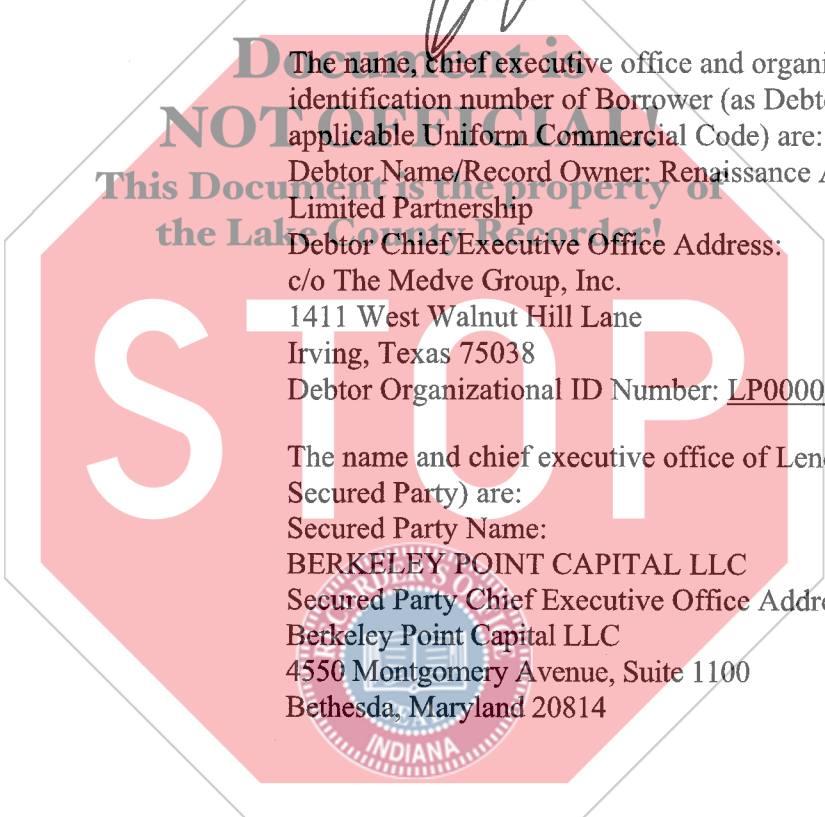 Document is
NOT OFFICIAL!
This Document is the property of
the Lake County Recorder!
STOP
The name, chief executive office and organi
identification number of Borrower (as Debt
applicable Uniform Commercial Code) are:
Debtor Name/Record Owner: Renaissance A
Limited Partnership
Debtor Chief Executive Office Address:
c/o The Medve Group, Inc.
1411 West Walnut Hill Lane
Irving, Texas 75038
Debtor Organizational ID Number: LP0000
The name and chief executive office of Len
Secured Party) are:
Secured Party Name:
BERKELEY POINT CAPITAL LLC
Secured Party Chief Executive Office Addre
Berkeley Point Capital LLC
4550 Montgomery Avenue, Suite 1100
Bethesda, Maryland 20814
RECORDER'S OFFICE
SEAL
INDIANA